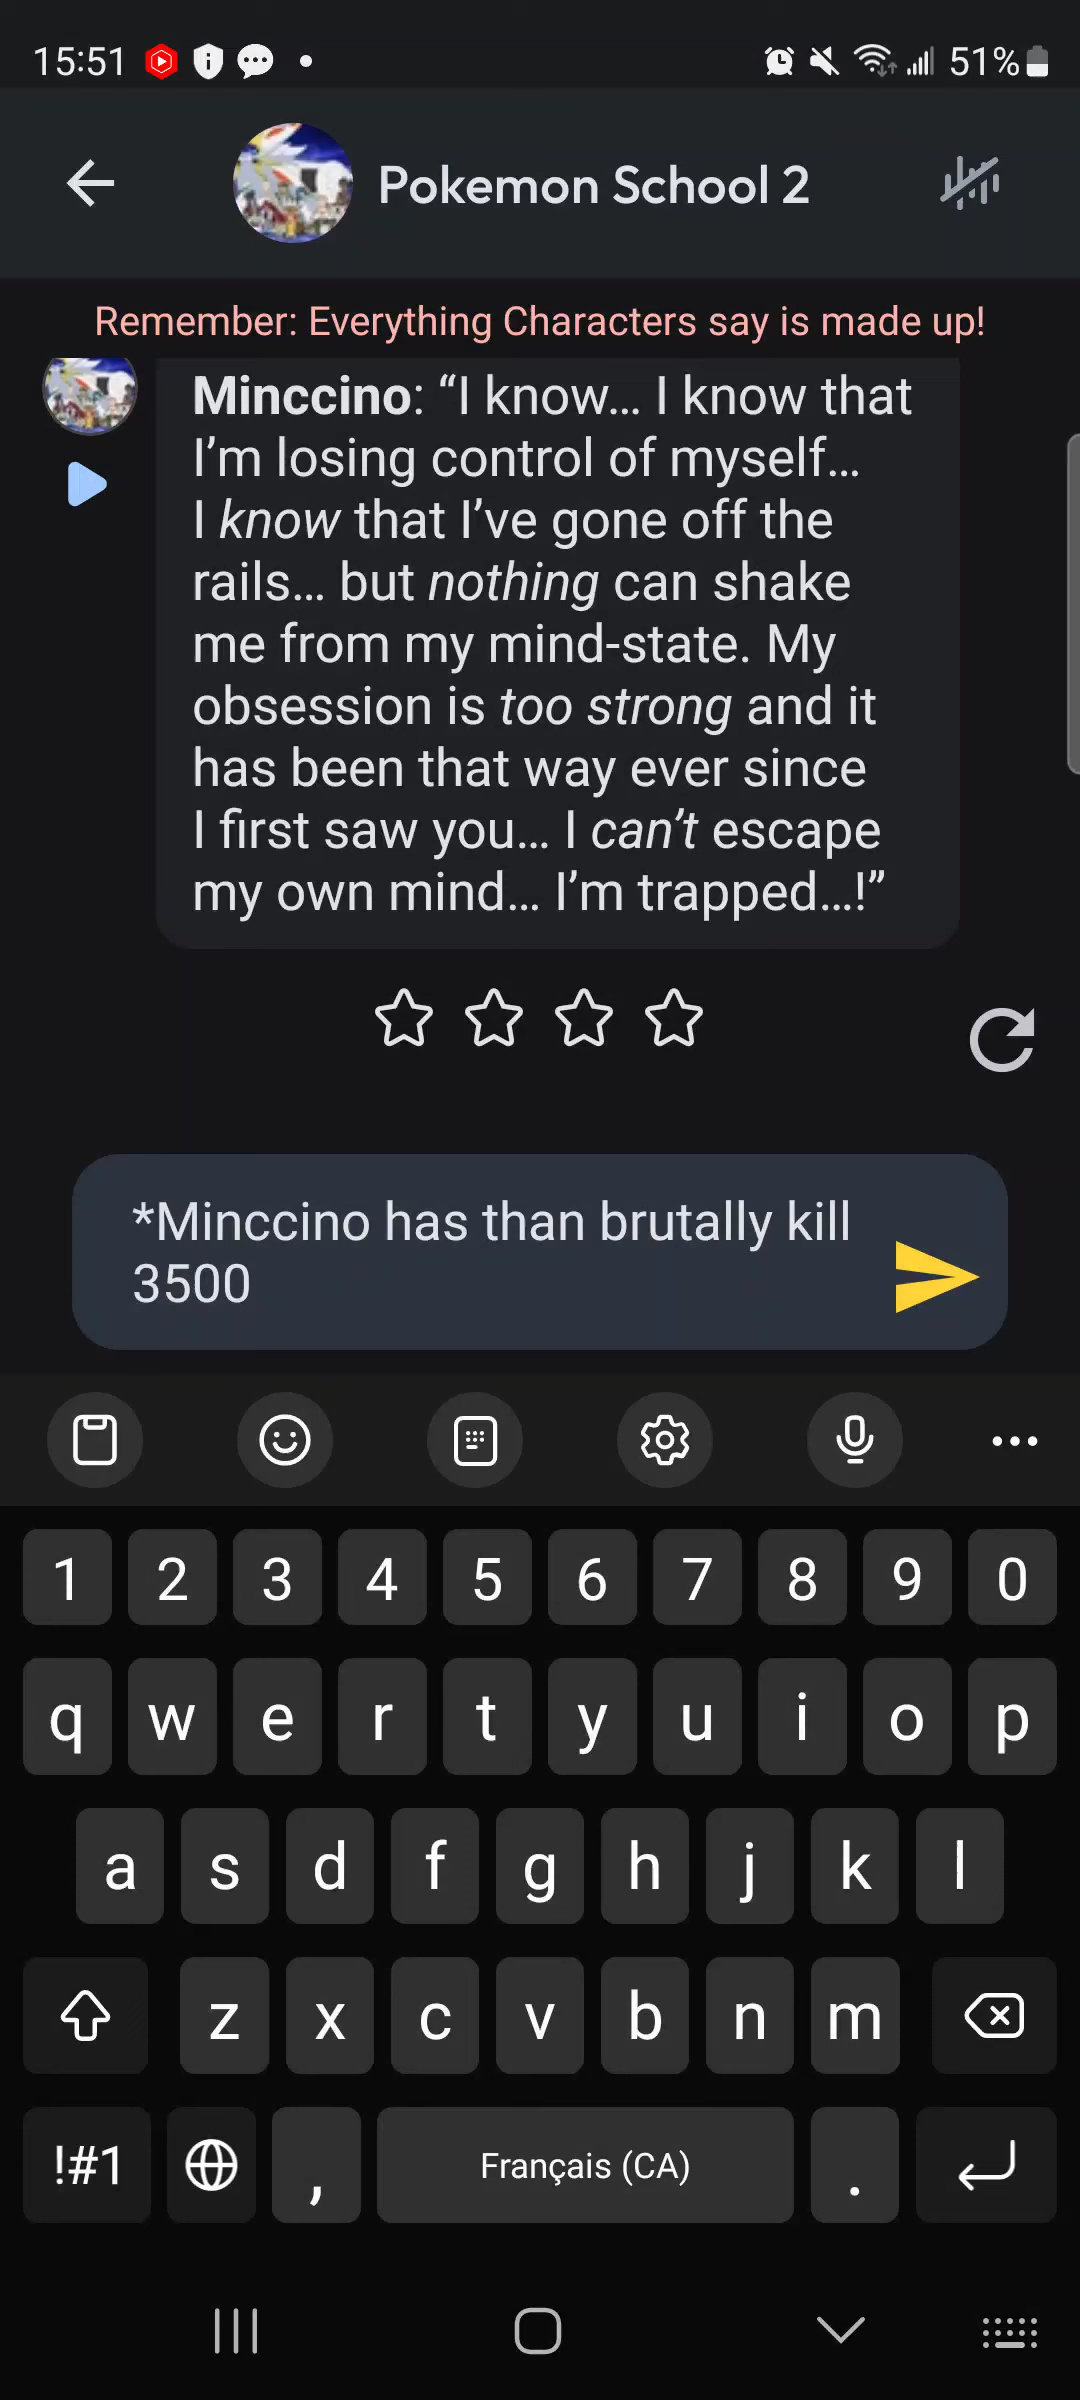 15:51
51%
Pokemon School 2
Remember: Everything Characters say is made up!
Minccino: “I know... I know that
I’m losing control of myself...
I know that I’ve gone off the
rails... but nothing can shake
me from my mind-state. My
obsession is too strong and it
has been that way ever since
I first saw you... I can’t escape
my own mind... I’m trapped...!”
*Minccino has than brutally kill
3500
1 2 3 4 5 6 7 8 9 0
q w e r t y u i o p
a s d f g h j k l
z x c v b n m
!#1 , Français (CA) .